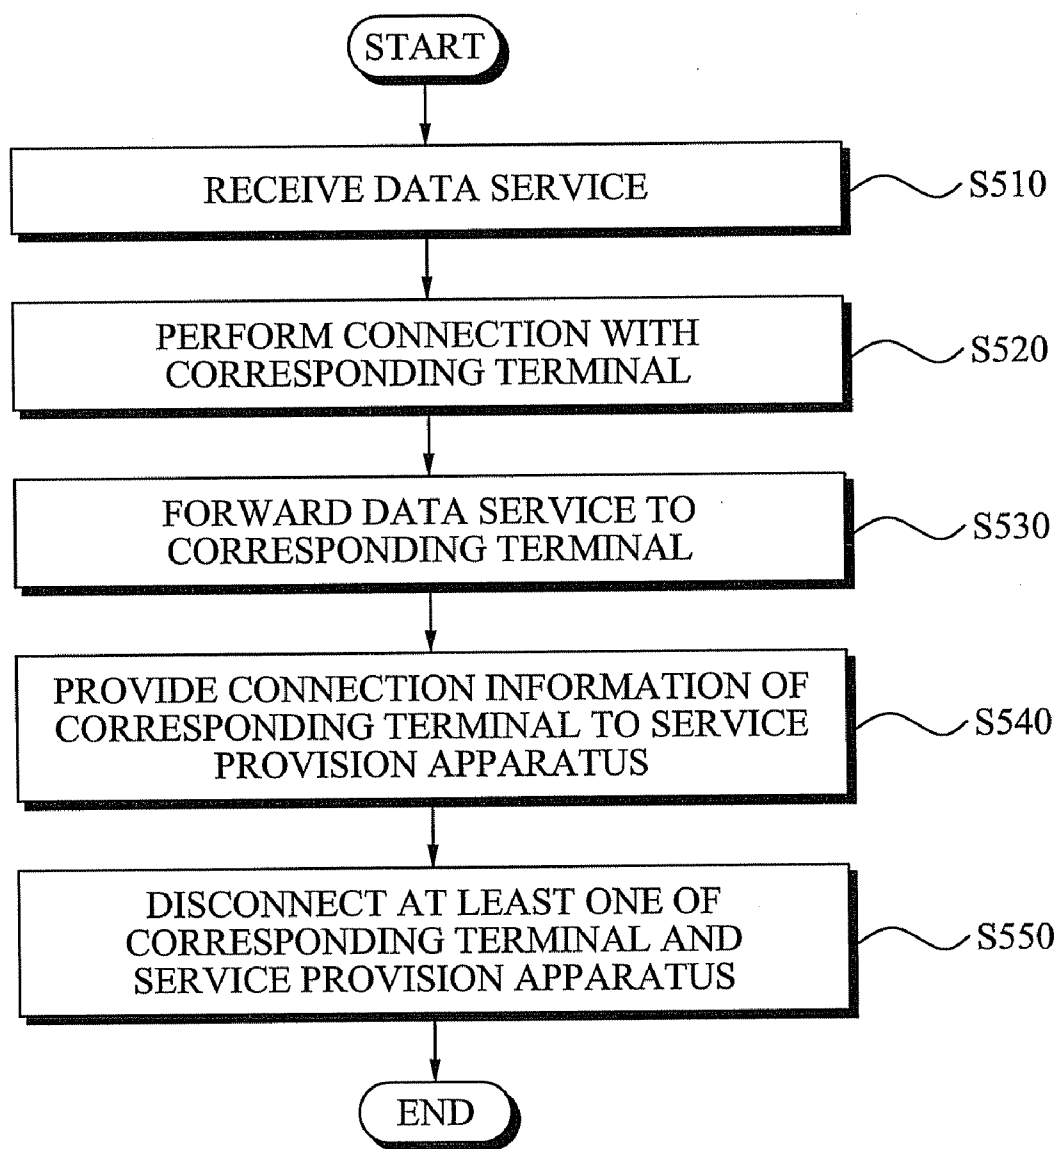 START
RECEIVE DATA SERVICE
S510
PERFORM CONNECTION WITH
CORRESPONDING TERMINAL
S520
FORWARD DATA SERVICE TO
CORRESPONDING TERMINAL
S530
PROVIDE CONNECTION INFORMATION OF
CORRESPONDING TERMINAL TO SERVICE
PROVISION APPARATUS
S540
DISCONNECT AT LEAST ONE OF
CORRESPONDING TERMINAL AND
SERVICE PROVISION APPARATUS
S550
END